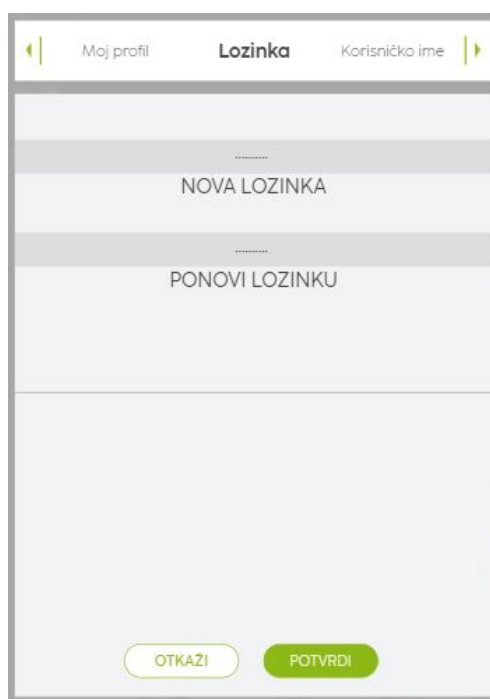 Moj profil Lozinka Korisničko ime
..........
NOVA LOZINKA
..........
PONOVI LOZINKU
OTKAŽI POTVRDI